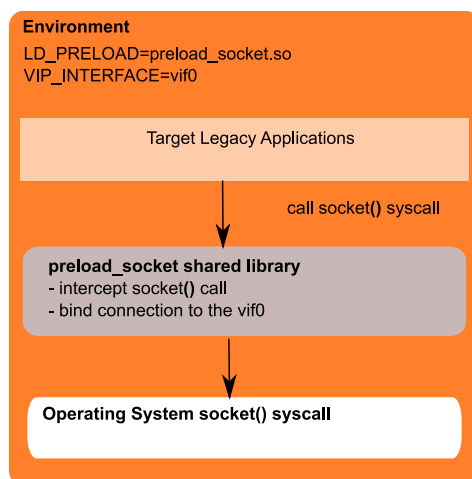 Environment
LD_PRELOAD=preload_socket.so
VIP_INTERFACE=vif0
Target Legacy Applications
call socket() syscall
preload_socket shared library
- intercept socket() call
- bind connection to the vif0
Operating System socket() syscall